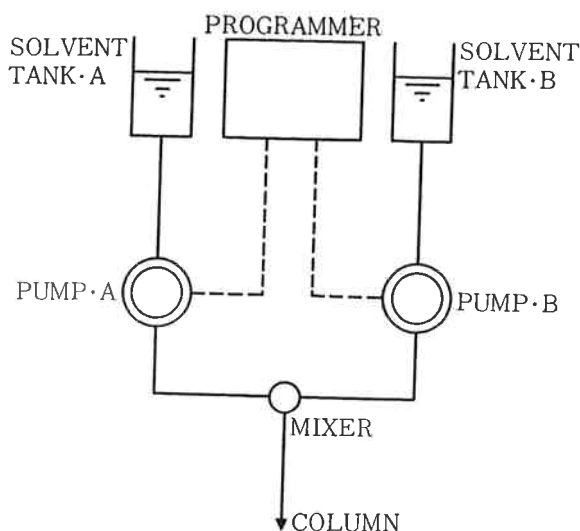 PROGRAMMER
SOLVENT
TANK·A
SOLVENT
TANK·B
PUMP·A
PUMP·B
MIXER
COLUMN